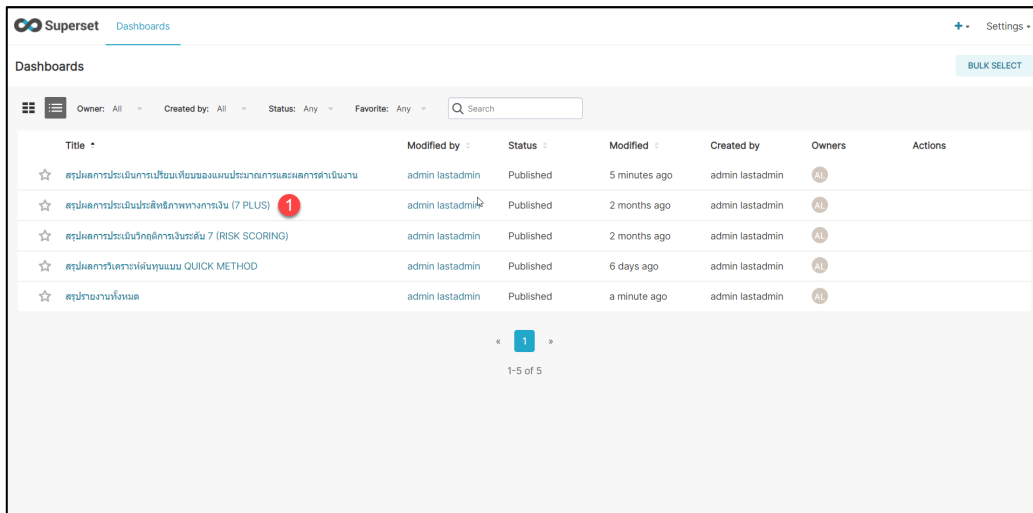 Superset Dashboards Settings
Dashboards BULK SELECT
Owner: All Created by: All Status: Any Favorite: Any Search
Title Modified by Status Modified Created by Owners Actions
สรุปผลการประเมินการเปรียบเทียบของแผนประมาณการและผลการดำเนินงาน admin lastadmin Published 5 minutes ago admin lastadmin AL
สรุปผลการประเมินประสิทธิภาพทางการเงิน (7 PLUS) 1 admin lastadmin Published 2 months ago admin lastadmin AL
สรุปผลการประเมินวิกฤติการเงินระดับ 7 (RISK SCORING) admin lastadmin Published 2 months ago admin lastadmin AL
สรุปผลการวิเคราะห์ต้นทุนแบบ QUICK METHOD admin lastadmin Published 6 days ago admin lastadmin AL
สรุปรายงานทั้งหมด admin lastadmin Published a minute ago admin lastadmin AL
« 1 »
1-5 of 5